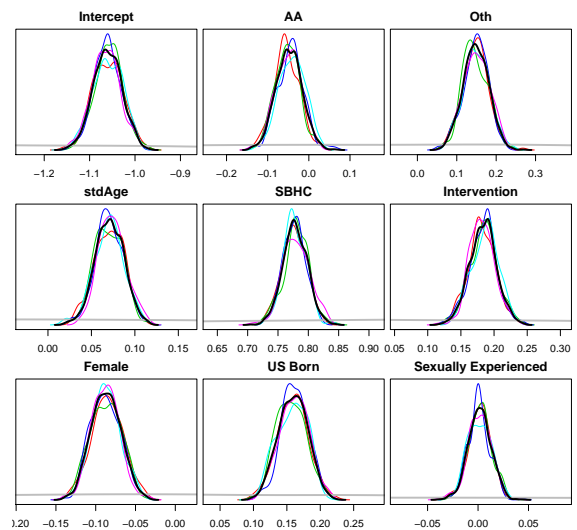 Intercept AA Oth
−1.2 −1.1 −1.0 −0.9 −0.2 −0.1 0.0 0.1 0.0 0.1 0.2 0.3
stdAge SBHC Intervention
0.00 0.05 0.10 0.15 0.65 0.70 0.75 0.80 0.85 0.90 0.05 0.10 0.15 0.20 0.25 0.30
Female US Born Sexually Experienced
0.20 −0.15 −0.10 −0.05 0.00 0.05 0.10 0.15 0.20 0.25 −0.05 0.00 0.05